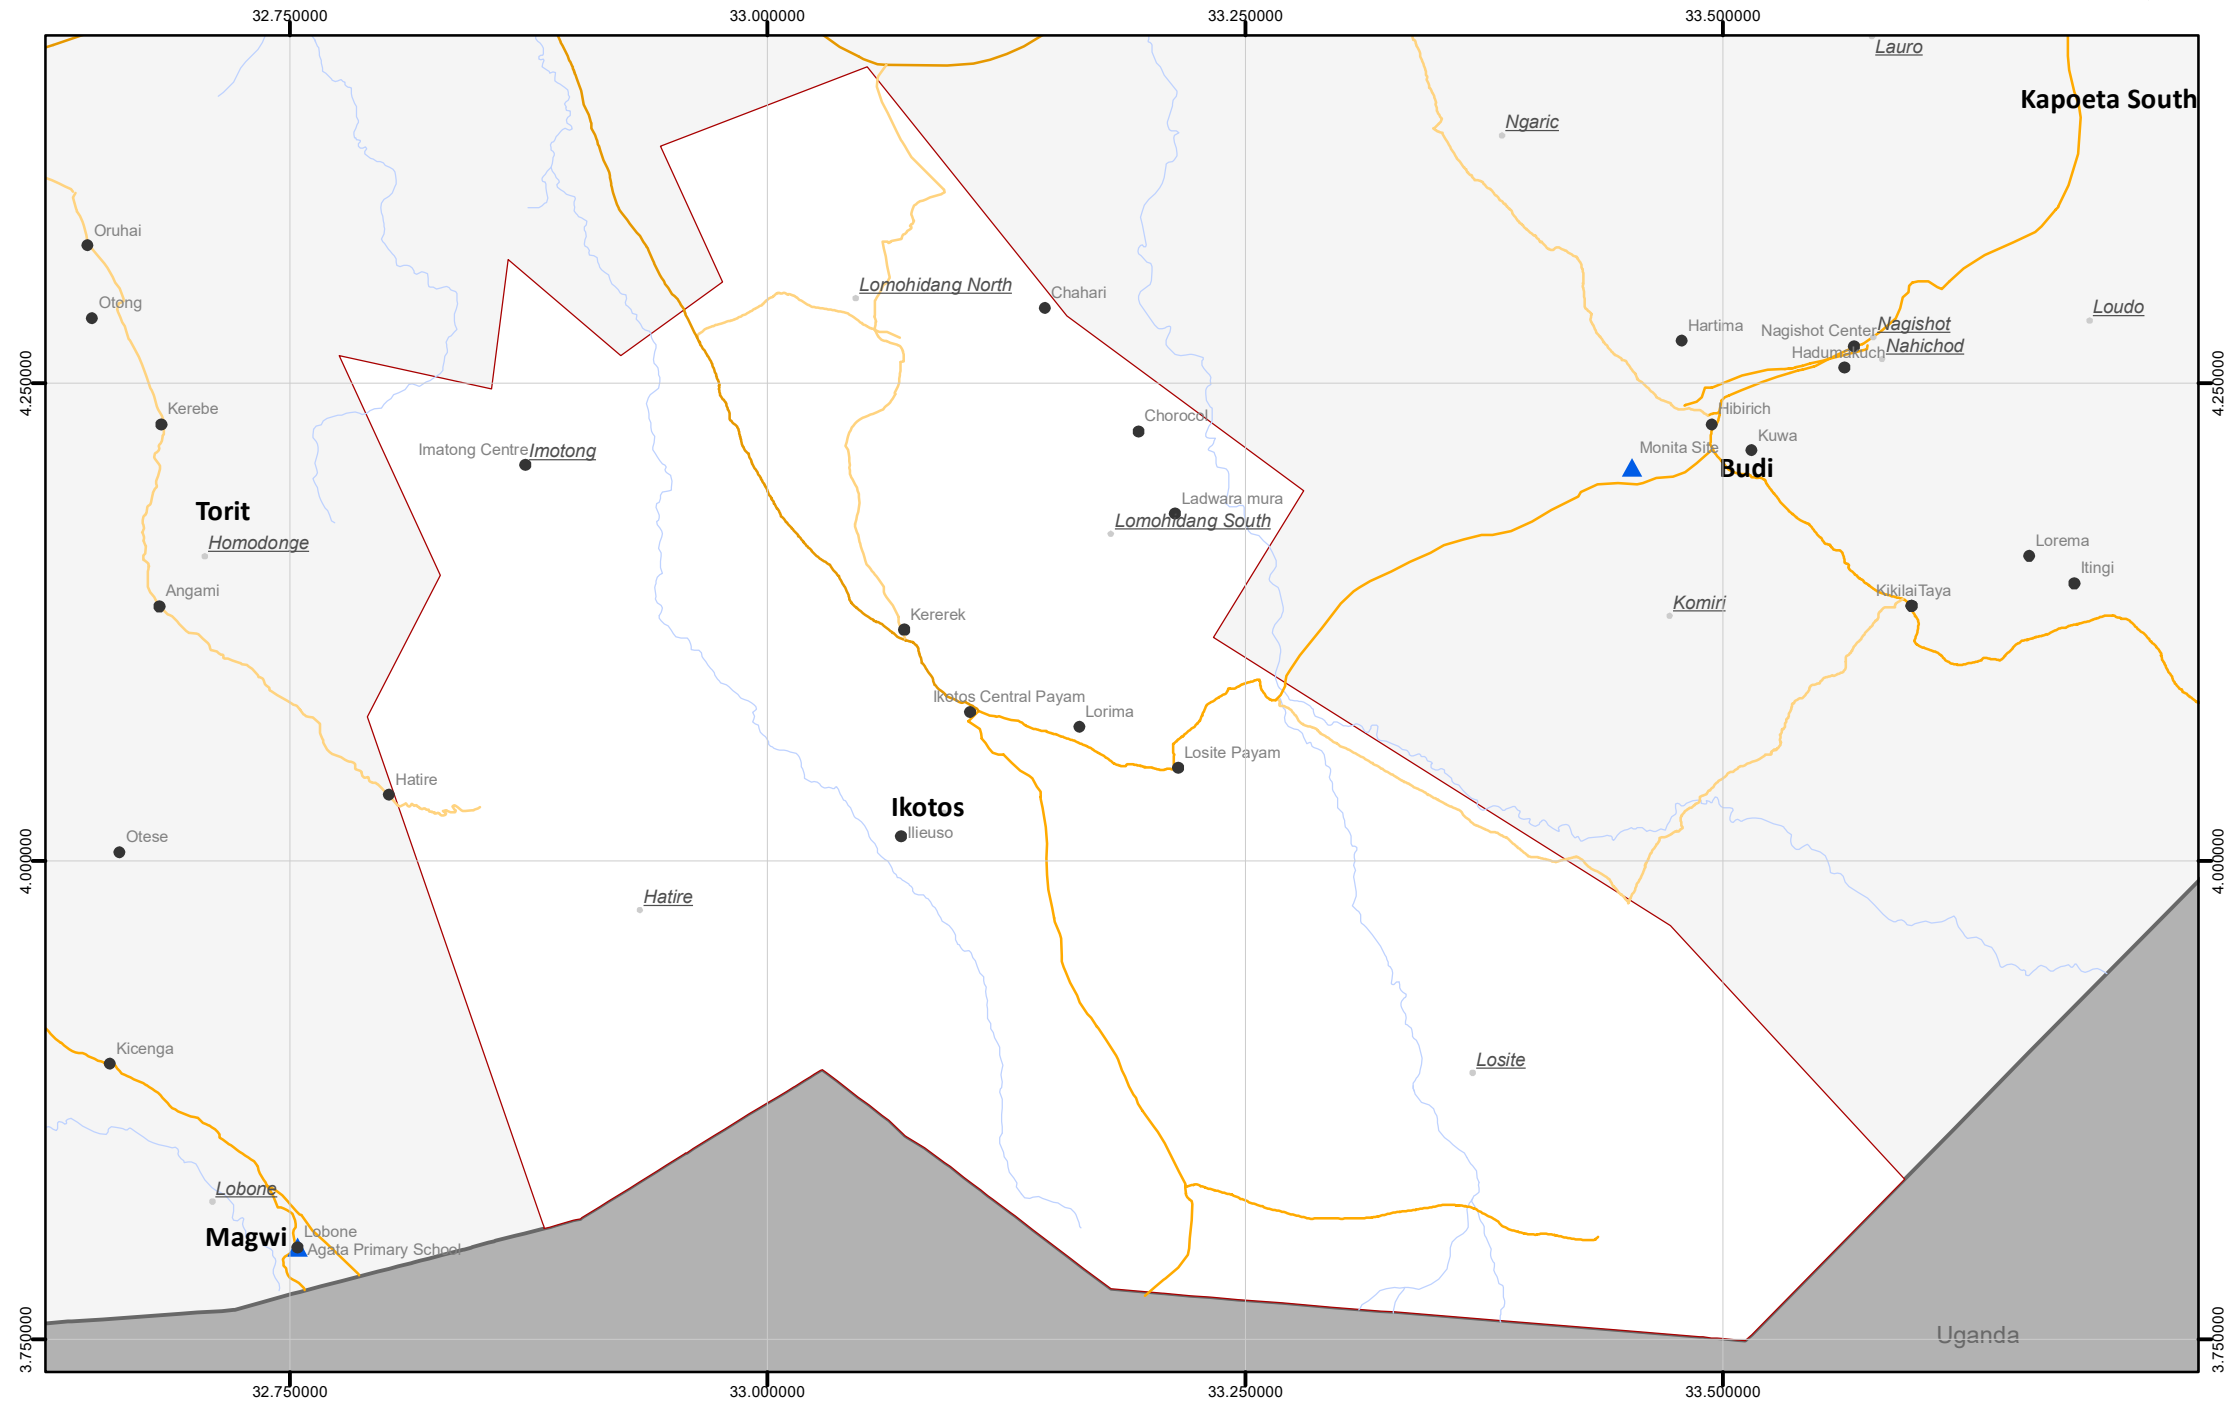 32.750000
33.000000
33.250000
33.500000
Lauro
Kapoeta South
Ngaric
Oruhai
Lomohidang North
Chahari
Otong
Loudo
Hartima
Nagishot Center
Nagishot
Hadumakuch
Nahichod
4.250000
4.250000
Kerebe
Chorocol
Hibirich
Imatong Centre
Imotong
Monita Site
Kuwa
Budi
Torit
Ladwara mura
Lomohidang South
Homodonge
Lorema
Itingi
Angami
Kererek
Komiri
KikilaiTaya
Ikotos Central Payam
Lorima
Losite Payam
Hatire
Ikotos
Ilieuso
Otese
4.000000
4.000000
Hatire
Kicenga
Losite
Lobone
Magwi
Lobone
Agata Primary School
Uganda
3.750000
3.750000
32.750000
33.000000
33.250000
33.500000